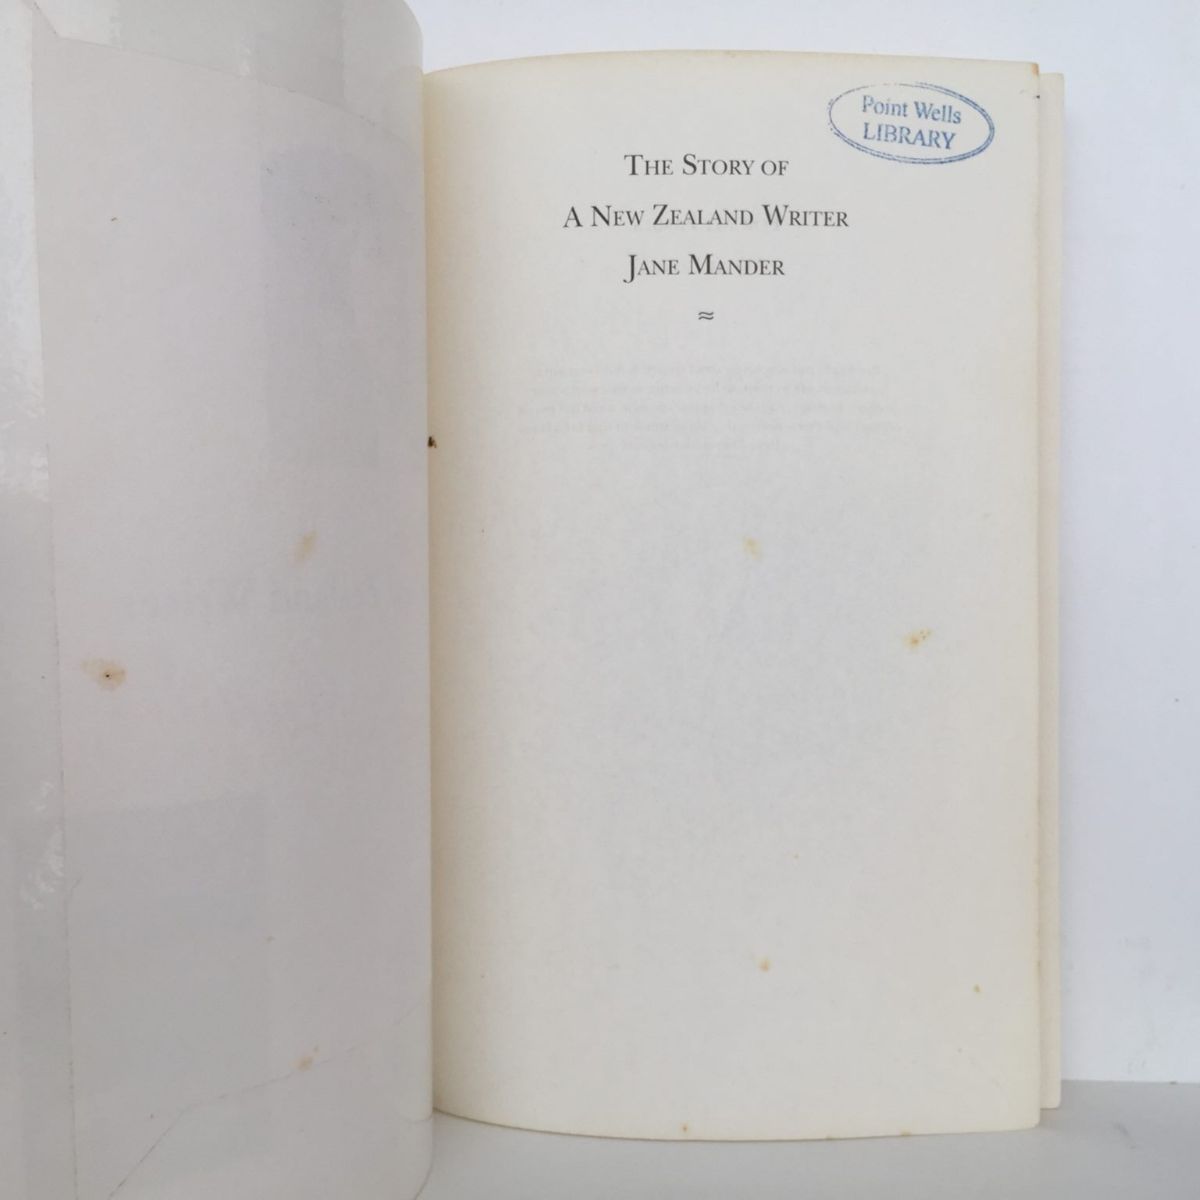 Point Wells
LIBRARY
THE STORY OF
A NEW ZEALAND WRITER
JANE MANDER
≈